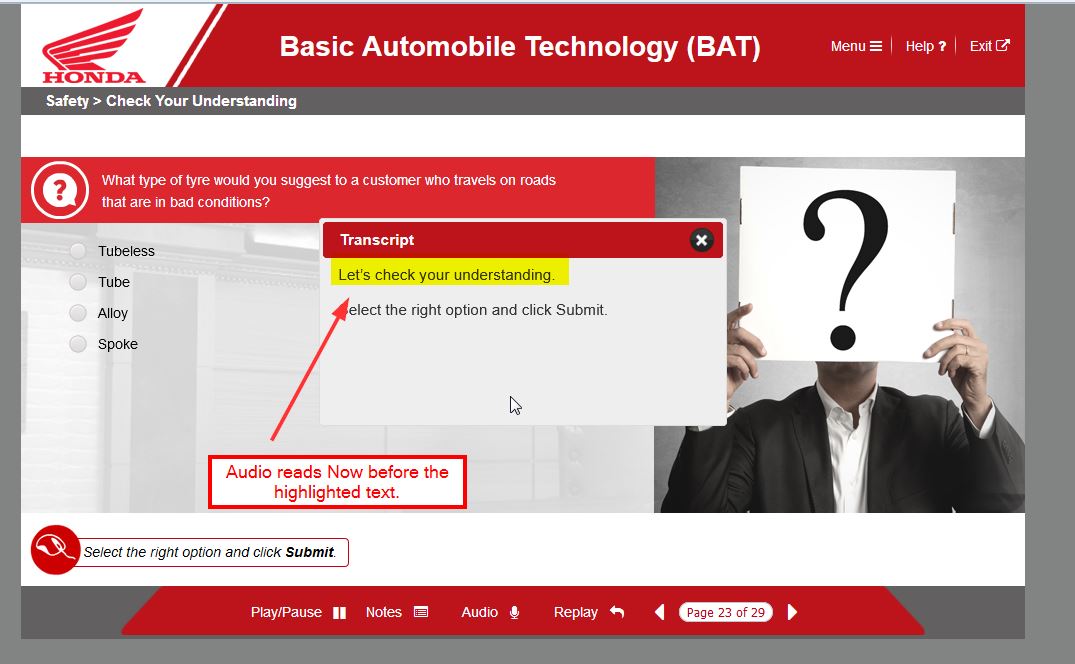 HONDA
Basic Automobile Technology (BAT)
Menu
Help ?
Exit
Safety > Check Your Understanding
?
What type of tyre would you suggest to a customer who travels on roads
that are in bad conditions?
?
Tubeless
Tube
Alloy
Spoke
Transcript
Let's check your understanding.
Select the right option and click Submit.
Audio reads Now before the
highlighted text.
Select the right option and click Submit.
Play/Pause
Notes
Audio
Replay
Page 23 of 29